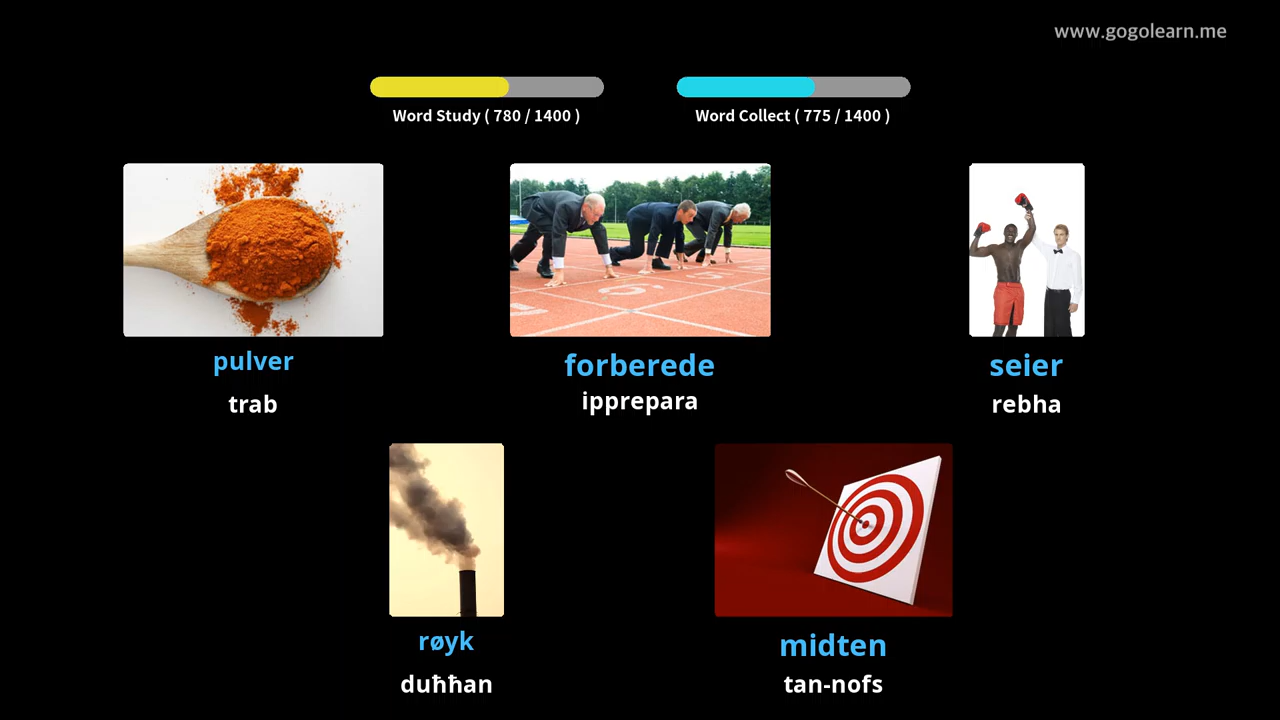 www.gogolearn.me
Word Study ( 780 / 1400 )
Word Collect ( 775 / 1400 )
pulver
trab
forberede
ipprepara
seier
rebha
røyk
duħħan
midten
tan-nofs